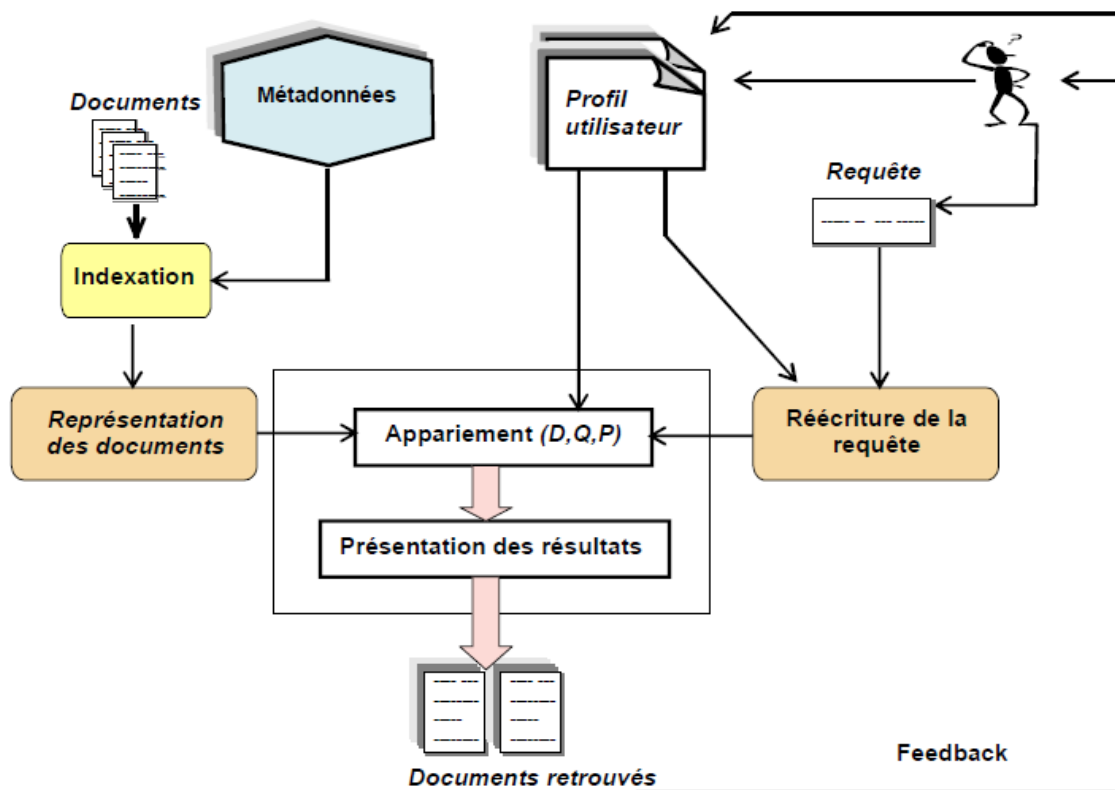 Documents
Métadonnées
Profil
utilisateur
?
Requête
Indexation
Représentation
des documents
Appariement (D,Q,P)
Réécriture de la
requête
Présentation des résultats
Documents retrouvés
Feedback